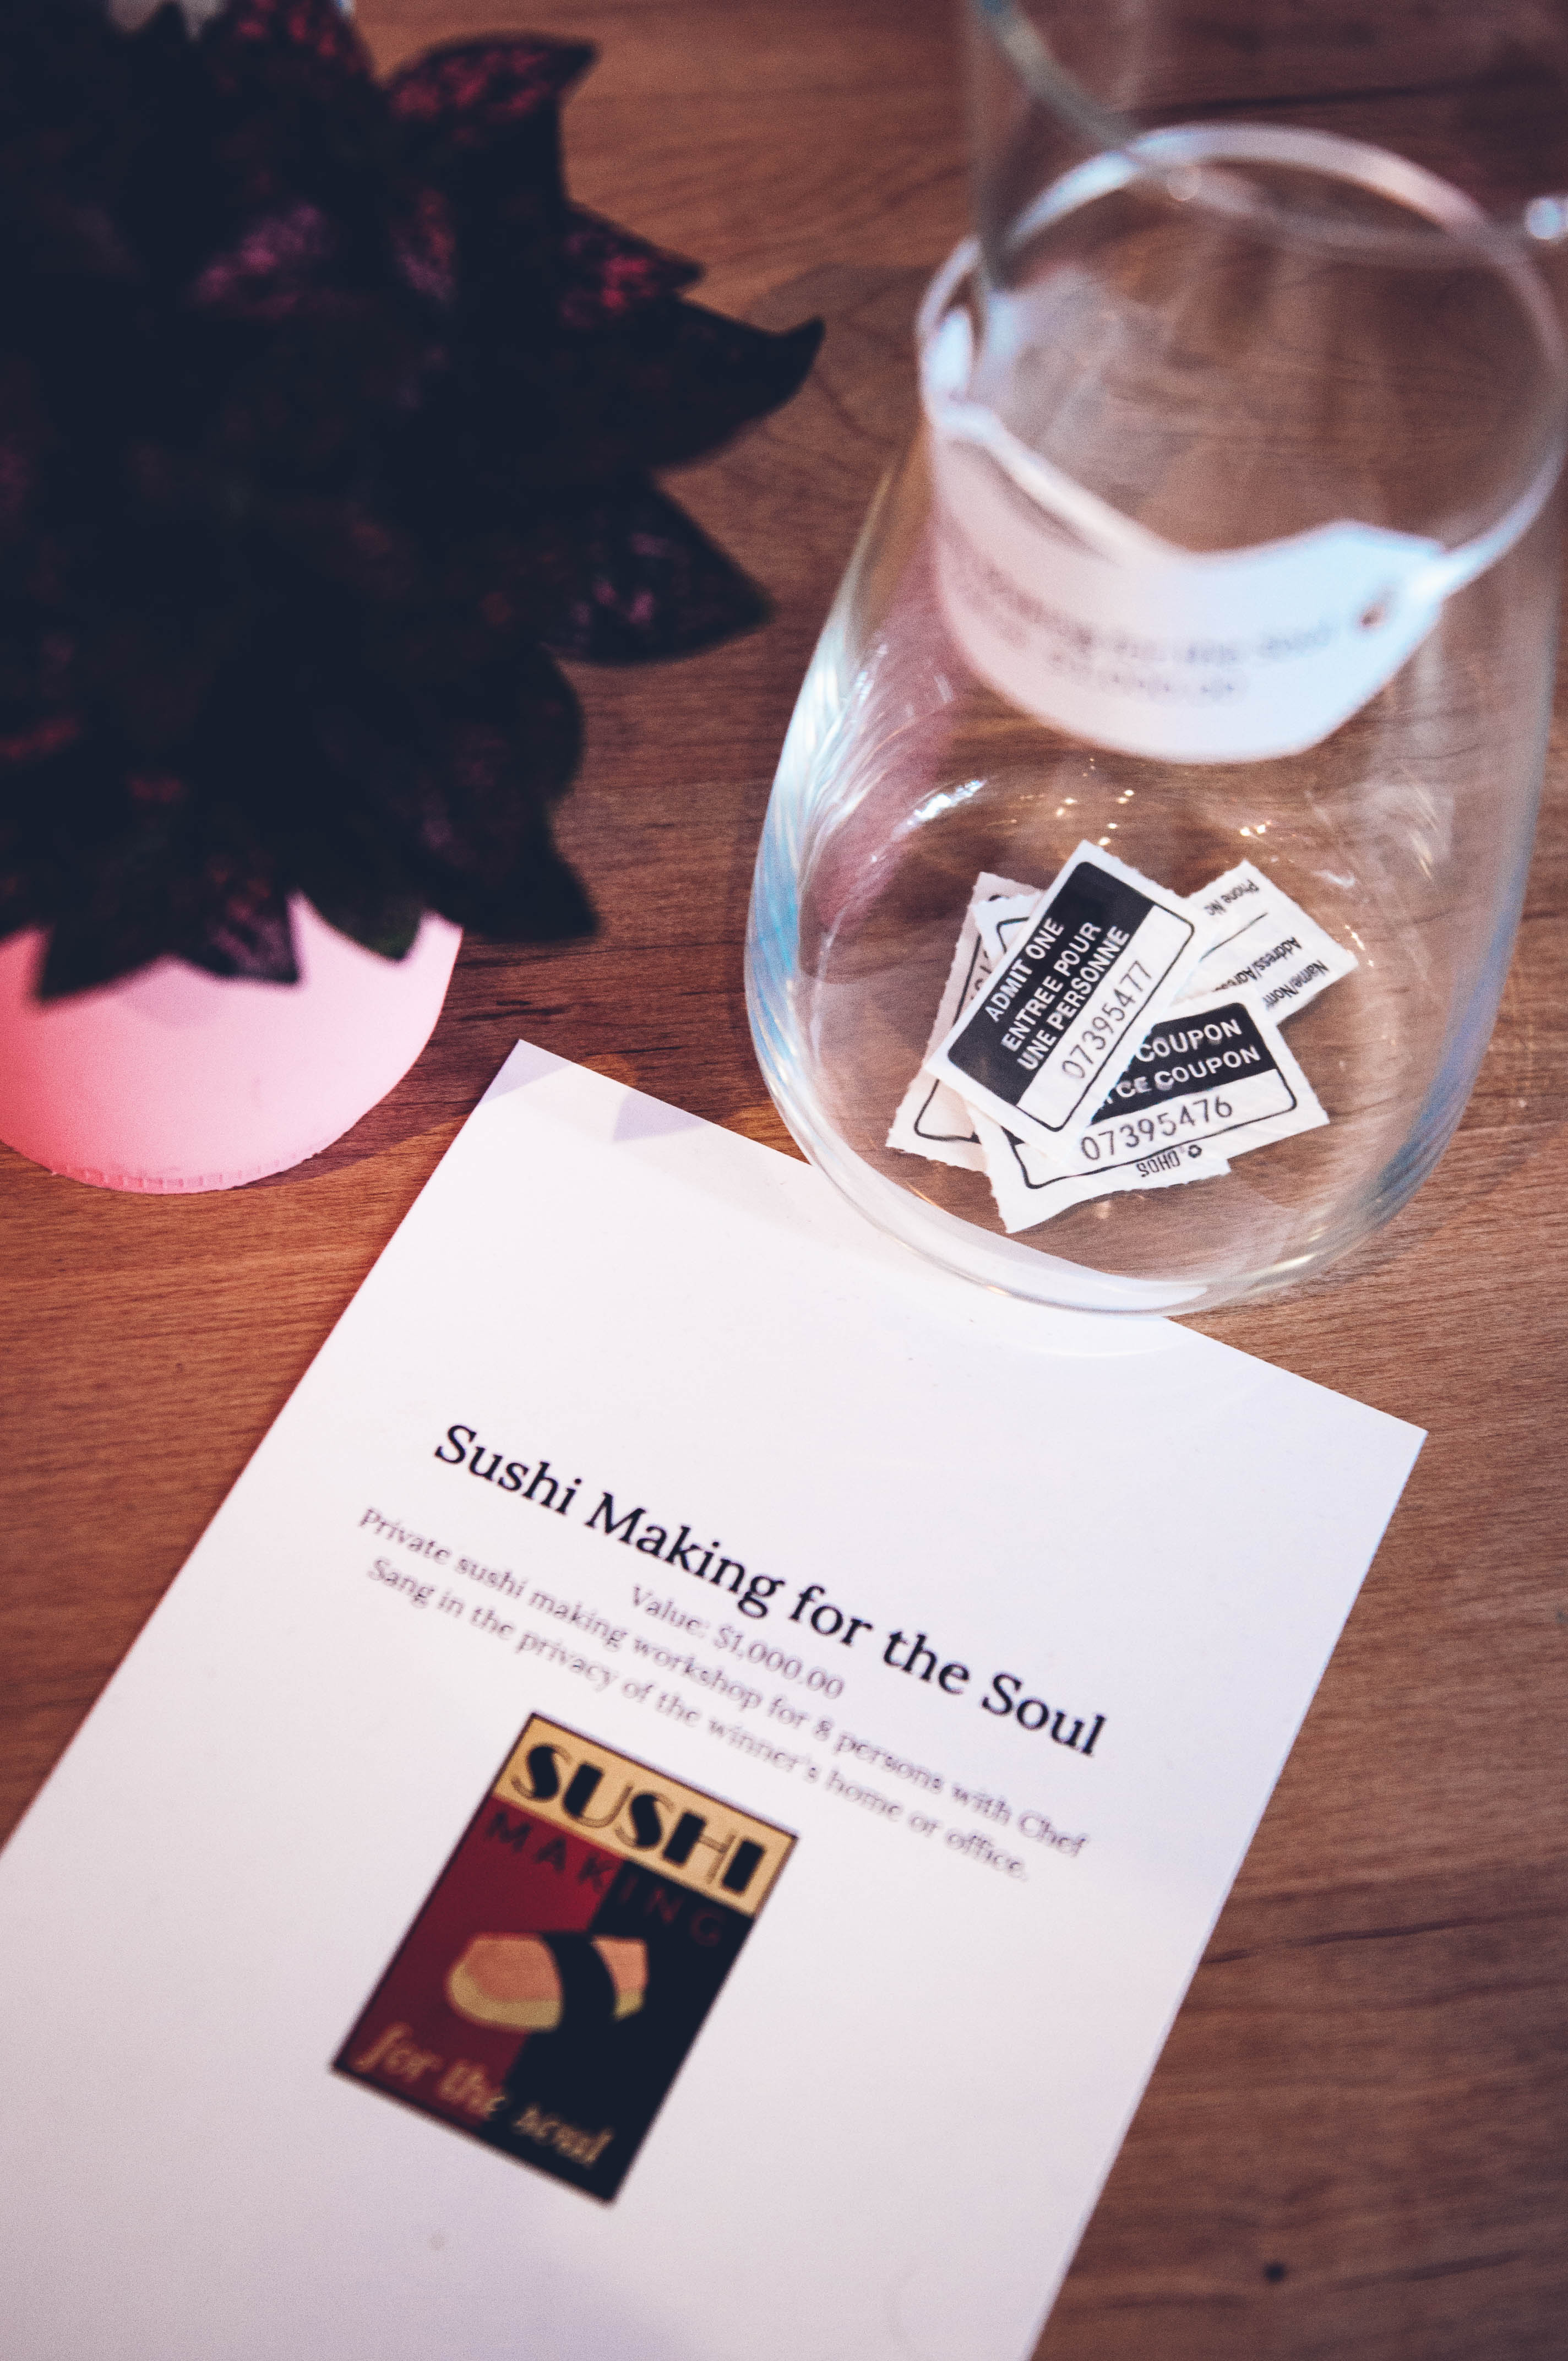 ADMIT ONE
ENTREE POUR
UNE PERSONNE
07395477
COUPON
CE COUPON
07395476
SOHO
Phone No
Address/Adres
Name/Nom
Sushi Making for the Soul
Value: $1,000.00
Private sushi making workshop for 8 persons with Chef
Sang in the privacy of the winner's home or office.
SUSHI
MAKING
for the soul